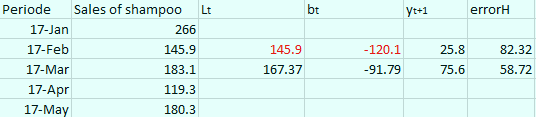 Periode Sales of shampoo Lt bt yt+1 errorH
17-Jan 266
17-Feb 145.9 145.9 -120.1 25.8 82.32
17-Mar 183.1 167.37 -91.79 75.6 58.72
17-Apr 119.3
17-May 180.3